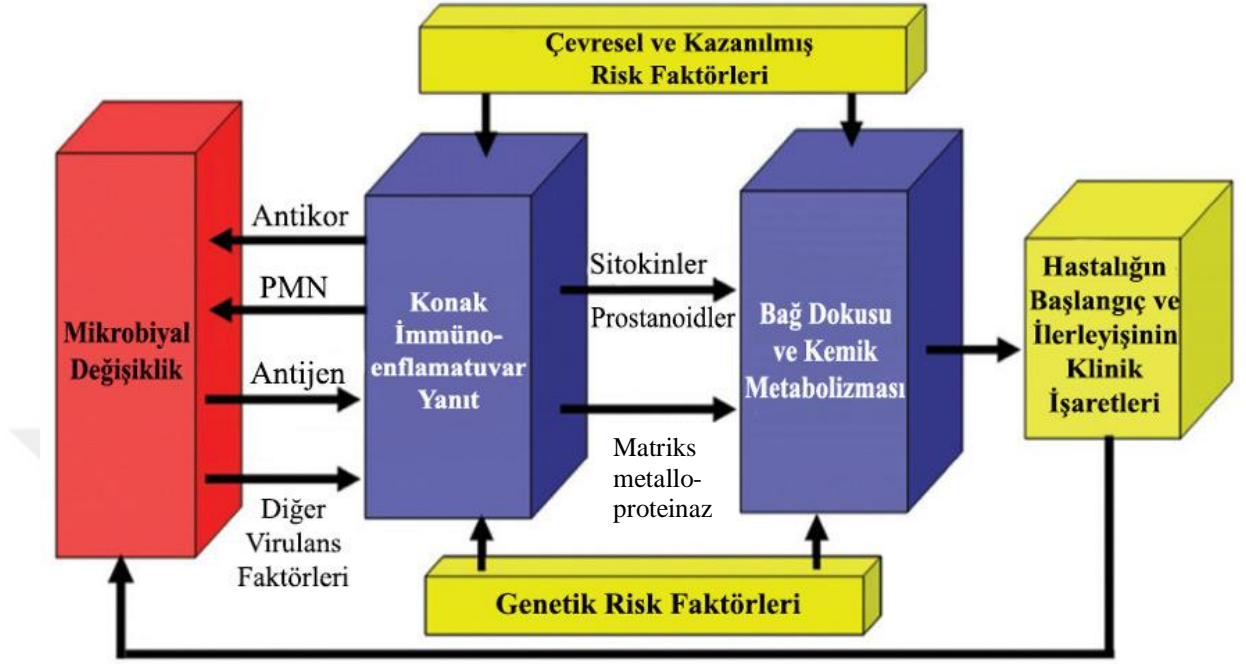 Çevresel ve Kazanılmış
Risk Faktörleri
Mikrobiyal
Değişiklik
Antikor
PMN
Antijen
Diğer
Virulans
Faktörleri
Konak
İmmüno-
enflamatuvar
Yanıt
Sitokinler
Prostanoidler
Matriks
metallo-
proteinaz
Bağ Dokusu
ve Kemik
Metabolizması
Hastalığın
Başlangıç ve
İlerleyişinin
Klinik
İşaretleri
Genetik Risk Faktörleri